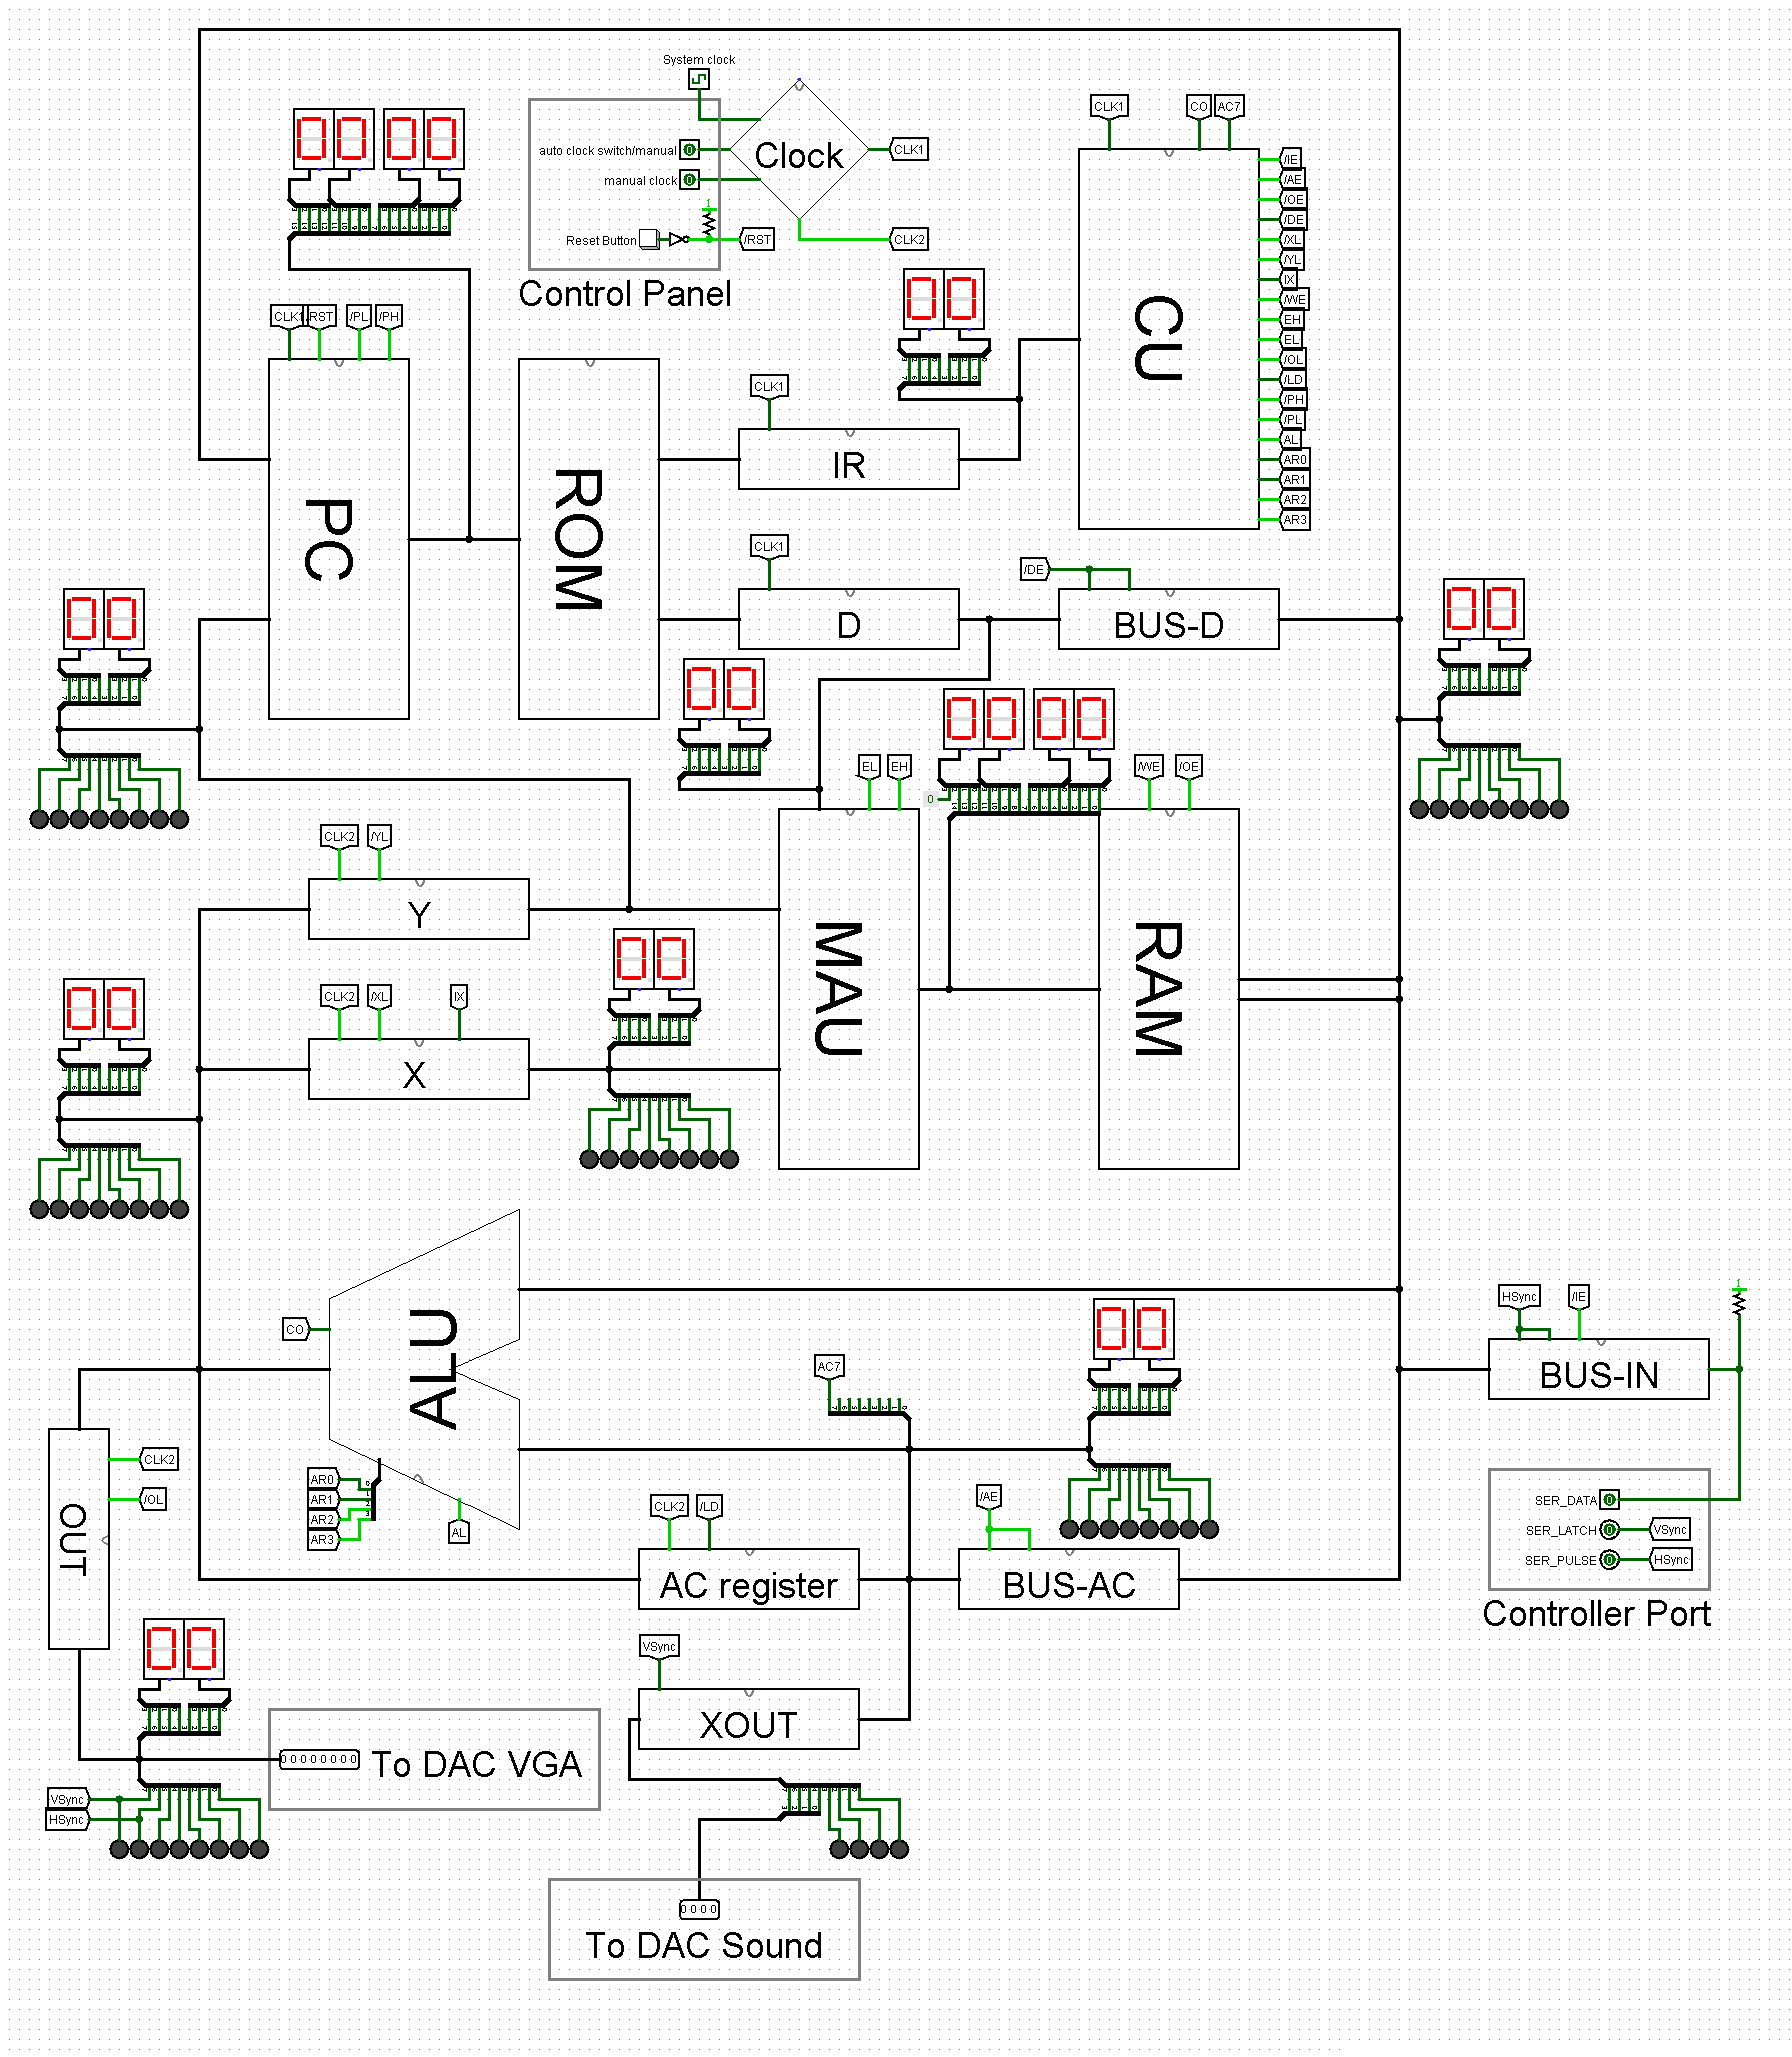 System clock
auto clock switch/manual 0
manual clock 0
Reset Button
1
/RST
Clock
CLK1
CLK2
Control Panel
CLK1 CO AC7
CU
/IE
/AE
/OE
/DE
/XL
/YL
IX
/WE
EH
EL
/OL
/LD
/PH
/PL
AL
AR0
AR1
AR2
AR3
00 00
CLK1 /RST /PL /PH
PC
ROM
00
CLK1
IR
CLK1
D
/DE
BUS-D
00
00
00
00 00
0
EL EH
/WE /OE
MAU
RAM
CLK2 /YL
Y
00
CLK2 /XL IX
X
00
ALU
CO
AR0
AR1
AR2
AR3
AL
AC7
00
HSync /IE
1
BUS-IN
OUT
CLK2
/OL
CLK2 /LD
AC register
/AE
BUS-AC
SER_DATA 0
SER_LATCH 0 VSync
SER_PULSE 0 HSync
Controller Port
00
VSync
HSync
00000000 To DAC VGA
VSync
XOUT
0000
To DAC Sound